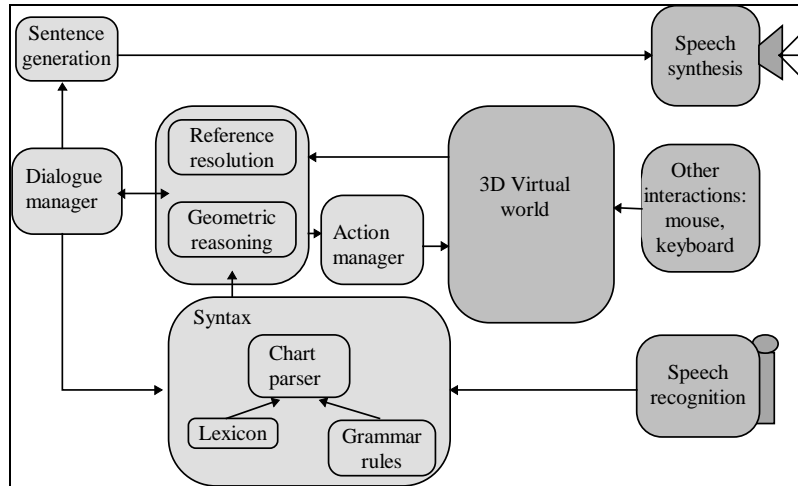 Sentence
generation
Speech
synthesis
Reference
resolution
Dialogue
manager
Geometric
reasoning
Action
manager
3D Virtual
world
Other
interactions:
mouse,
keyboard
Syntax
Chart
parser
Lexicon
Grammar
rules
Speech
recognition